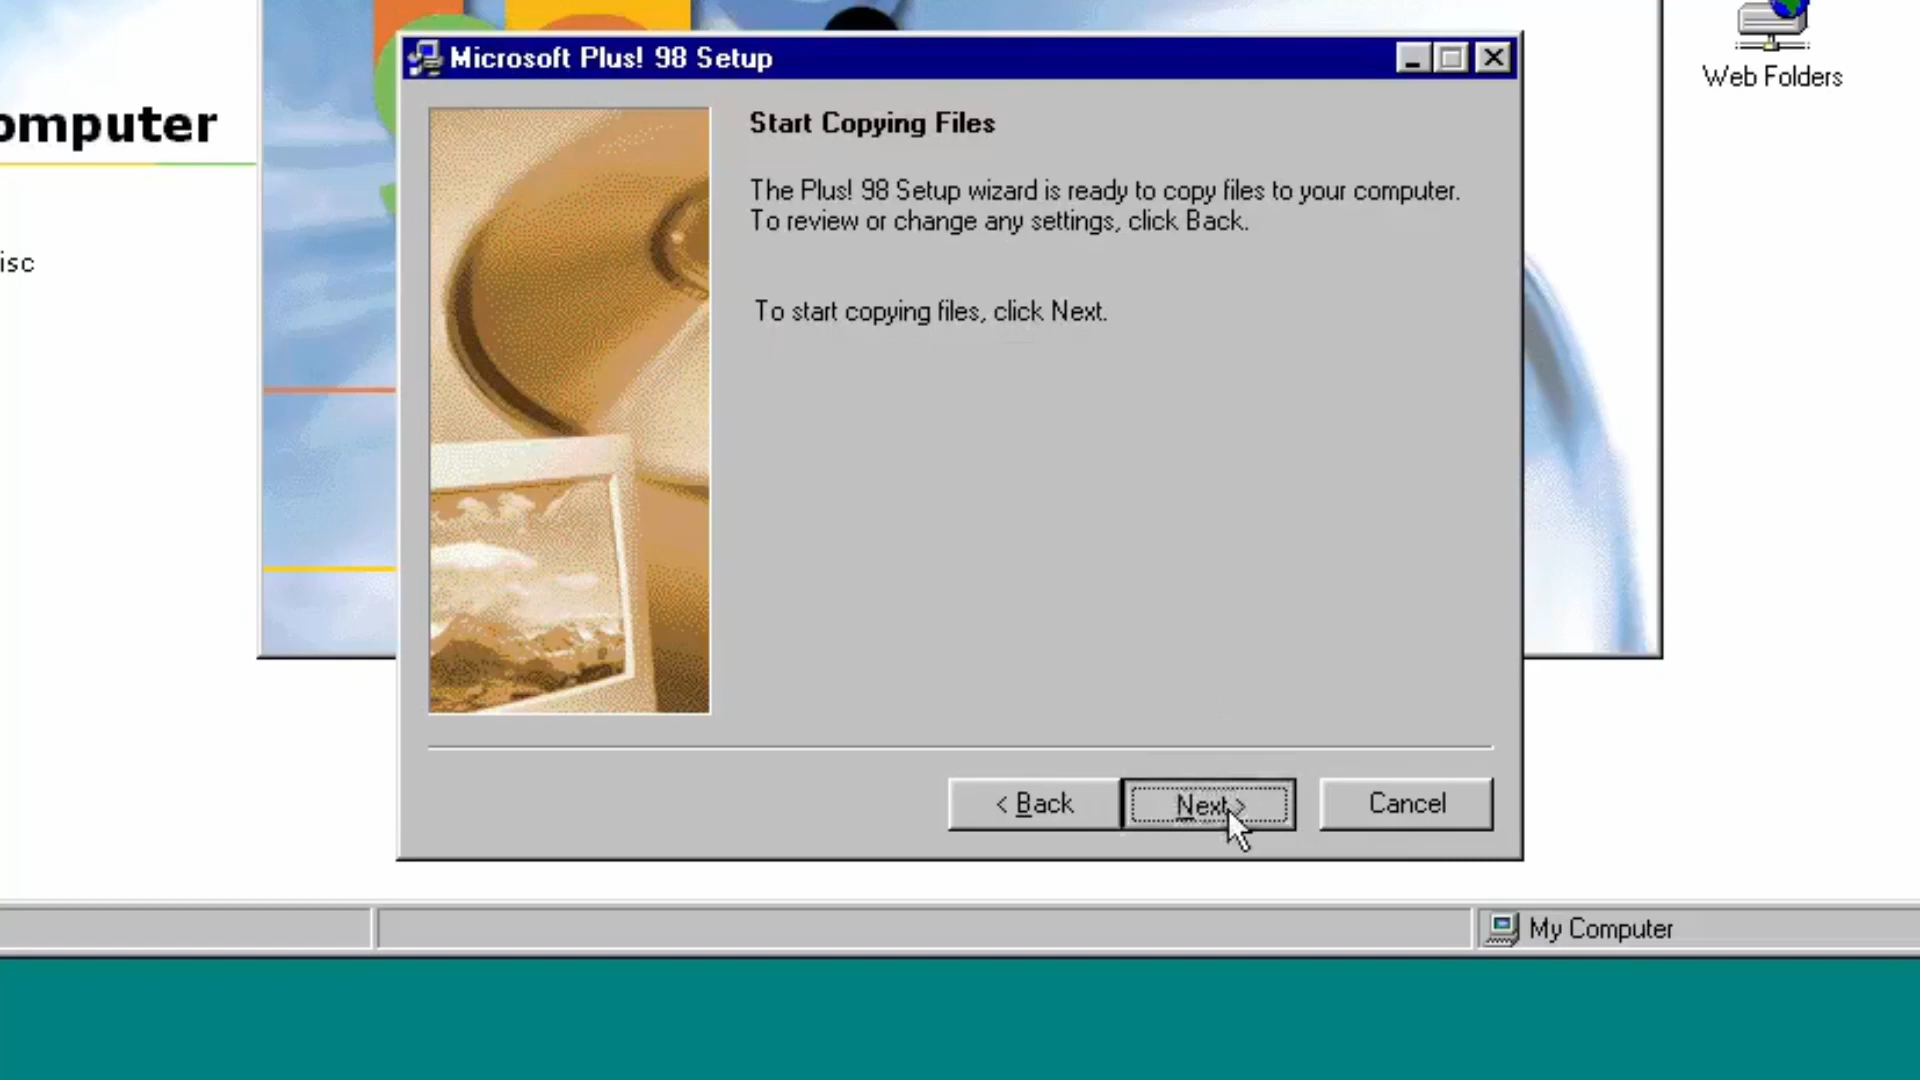 Microsoft Plus! 98 Setup
Web Folders
omputer
isc
Start Copying Files
The Plus! 98 Setup wizard is ready to copy files to your computer.
To review or change any settings, click Back.
To start copying files, click Next.
< Back
Next >
Cancel
My Computer